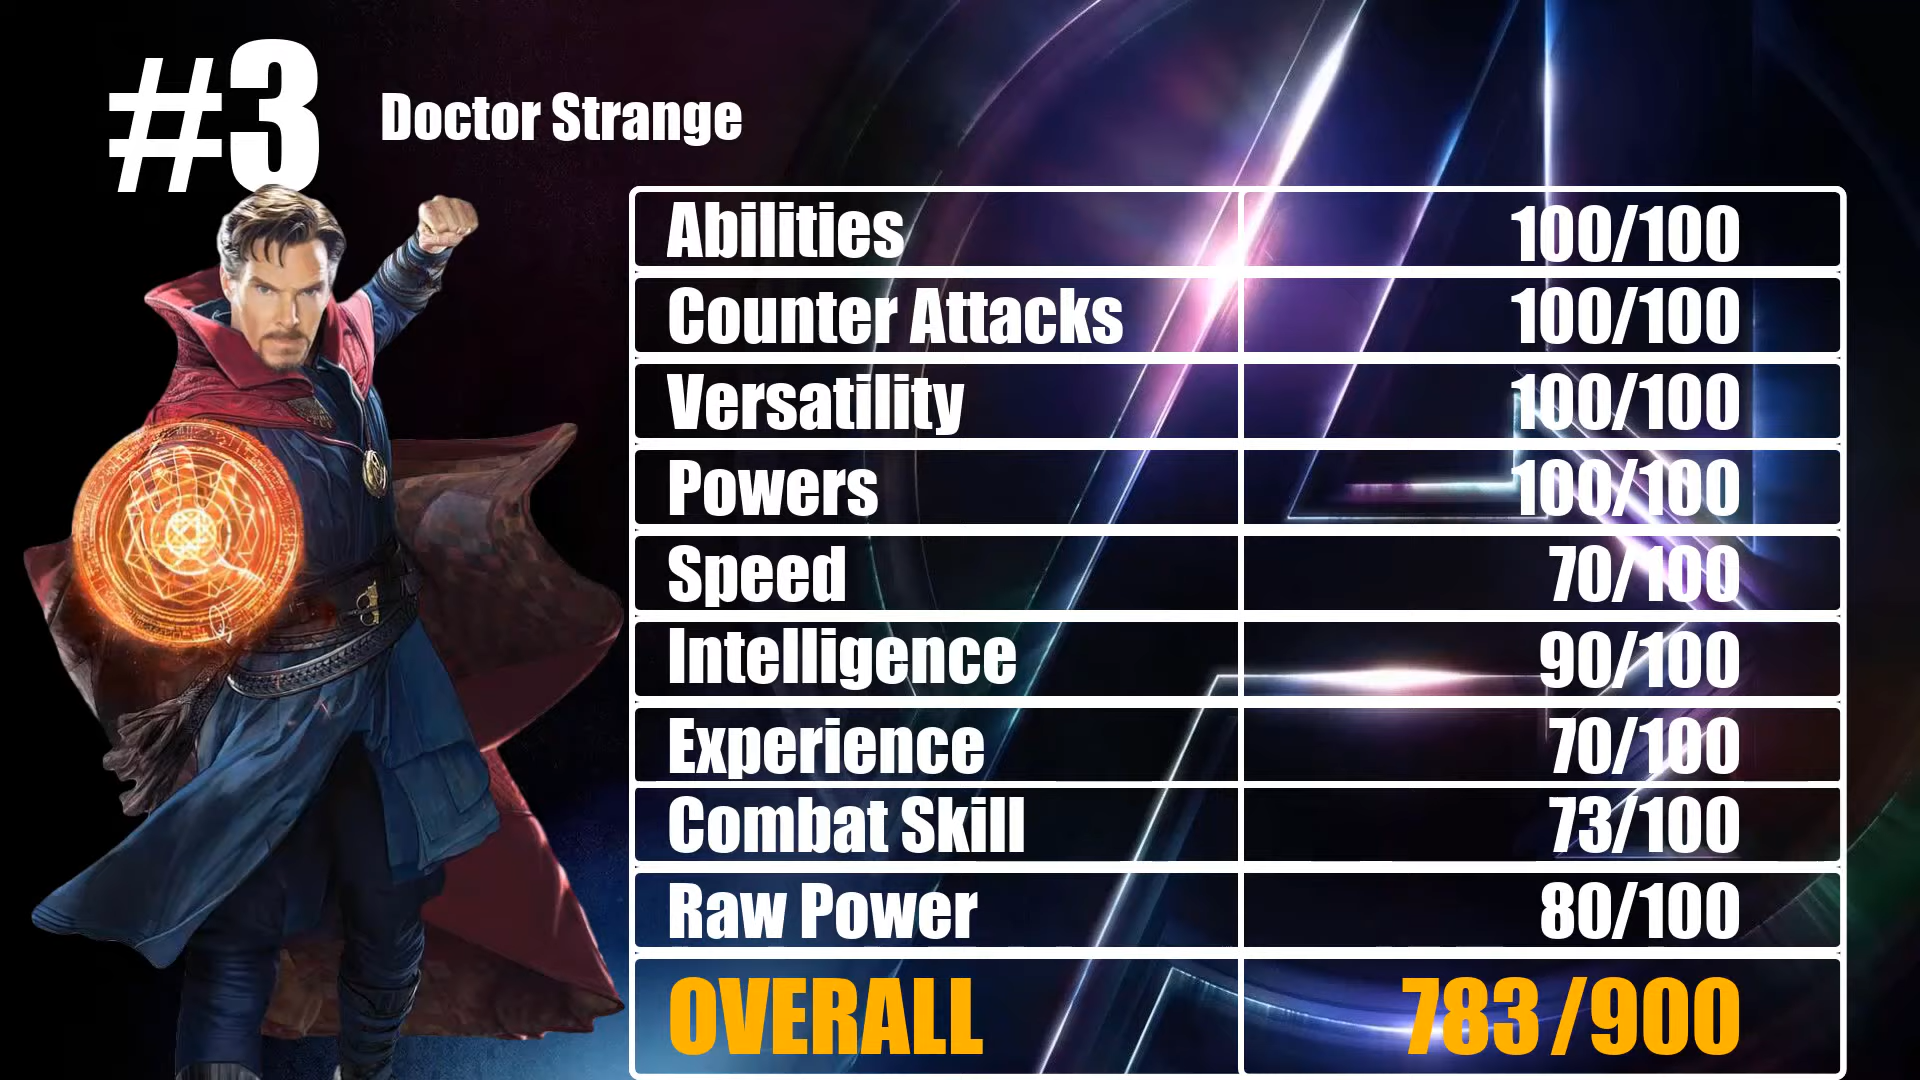 #3
Doctor Strange
Abilities 100/100
Counter Attacks 100/100
Versatility 100/100
Powers 100/100
Speed 70/100
Intelligence 90/100
Experience 70/100
Combat Skill 73/100
Raw Power 80/100
OVERALL 783 /900